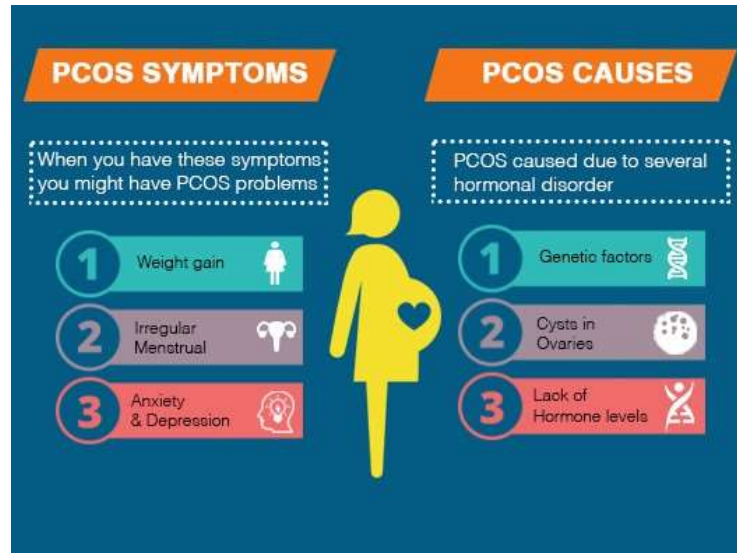 PCOS SYMPTOMS
When you have these symptoms
you might have PCOS problems
1
Weight gain
2
Irregular
Menstrual
3
Anxiety
& Depression
PCOS CAUSES
PCOS caused due to several
hormonal disorder
1
Genetic factors
2
Cysts in
Ovaries
3
Lack of
Hormone levels